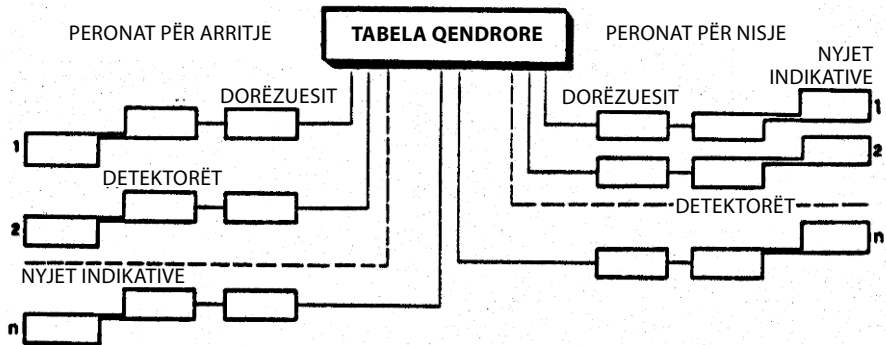 PERONAT PËR ARRITJE
TABELA QENDRORE
PERONAT PËR NISJE
NYJET
INDIKATIVE
DORËZUESIT
DORËZUESIT
1
1
DETEKTORËT
2
2
DETEKTORËT
NYJET INDIKATIVE
n
n